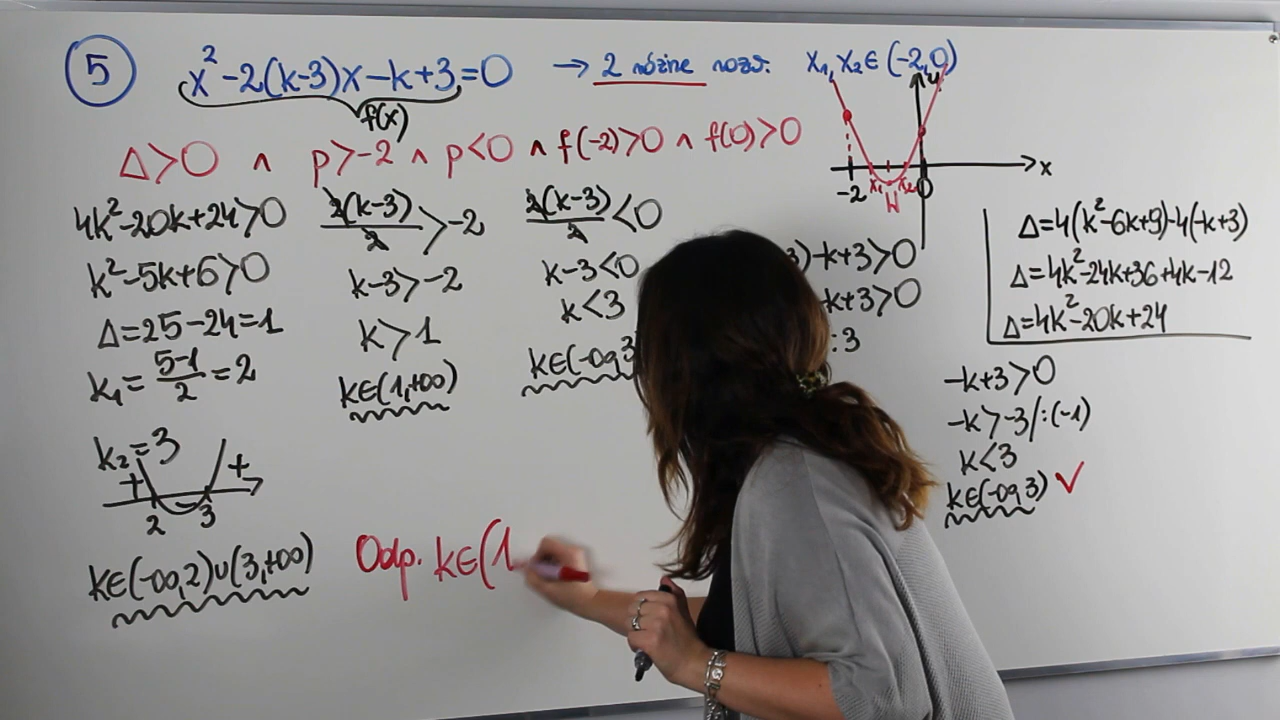 5 x²-2(k-3)x-k+3=0 → 2 różne rozw. x₁,x₂∈(-2,0)
f(x)
Δ>0 ∧ p>-2 ∧ p<0 ∧ f(-2)>0 ∧ f(0)>0
4k²-20k+24>0
k²-5k+6>0
Δ=25-24=1
k₁=(5-1)/2=2
k₂=3
+ +
2 3
k∈(-∞,2)∪(3,+∞)
2(k-3)/2>-2
k-3>-2
k>1
k∈(1,+∞)
2(k-3)/2<0
k-3<0
k<3
k∈(-∞,3
3)-k+3>0
-k+3>0
:3
y
x
-2 x₁ x₂ 0
W
Δ=4(k²-6k+9)-4(-k+3)
Δ=4k²-24k+36+4k-12
Δ=4k²-20k+24
-k+3>0
-k>-3/:(-1)
k<3
k∈(-∞,3) ✓
Odp. k∈(1